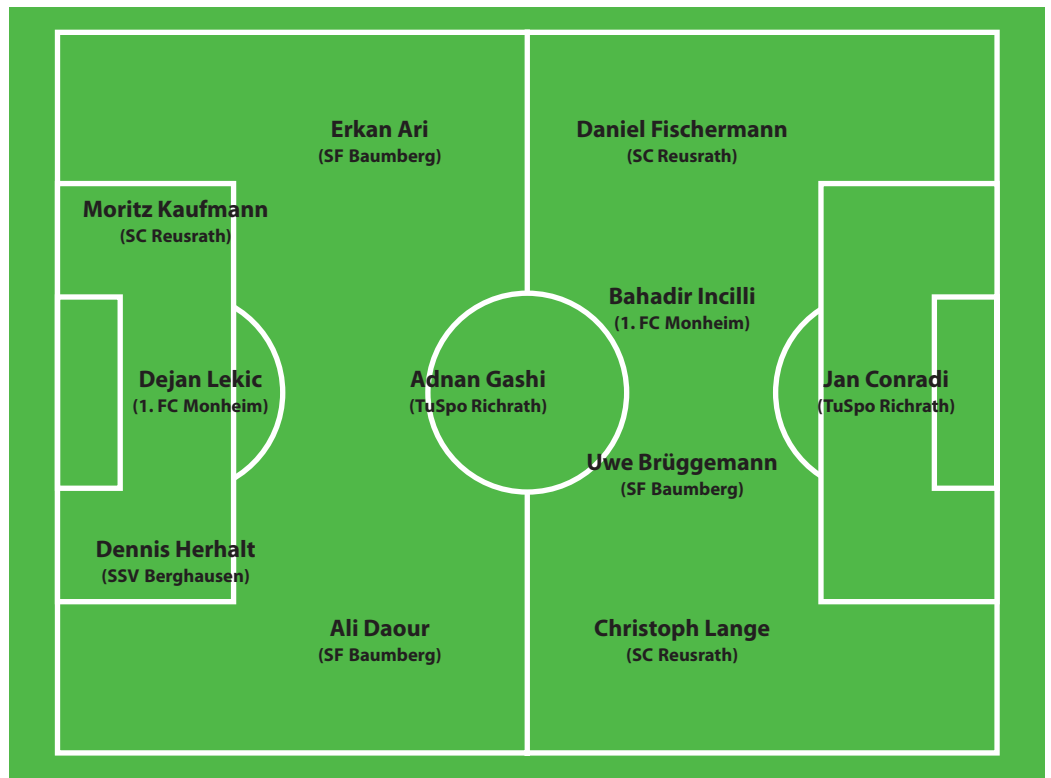 Erkan Ari
(SF Baumberg)
Daniel Fischermann
(SC Reusrath)
Moritz Kaufmann
(SC Reusrath)
Bahadir Incilli
(1. FC Monheim)
Dejan Lekic
(1. FC Monheim)
Adnan Gashi
(TuSpo Richrath)
Jan Conradi
(TuSpo Richrath)
Uwe Brüggemann
(SF Baumberg)
Dennis Herhalt
(SSV Berghausen)
Ali Daour
(SF Baumberg)
Christoph Lange
(SC Reusrath)